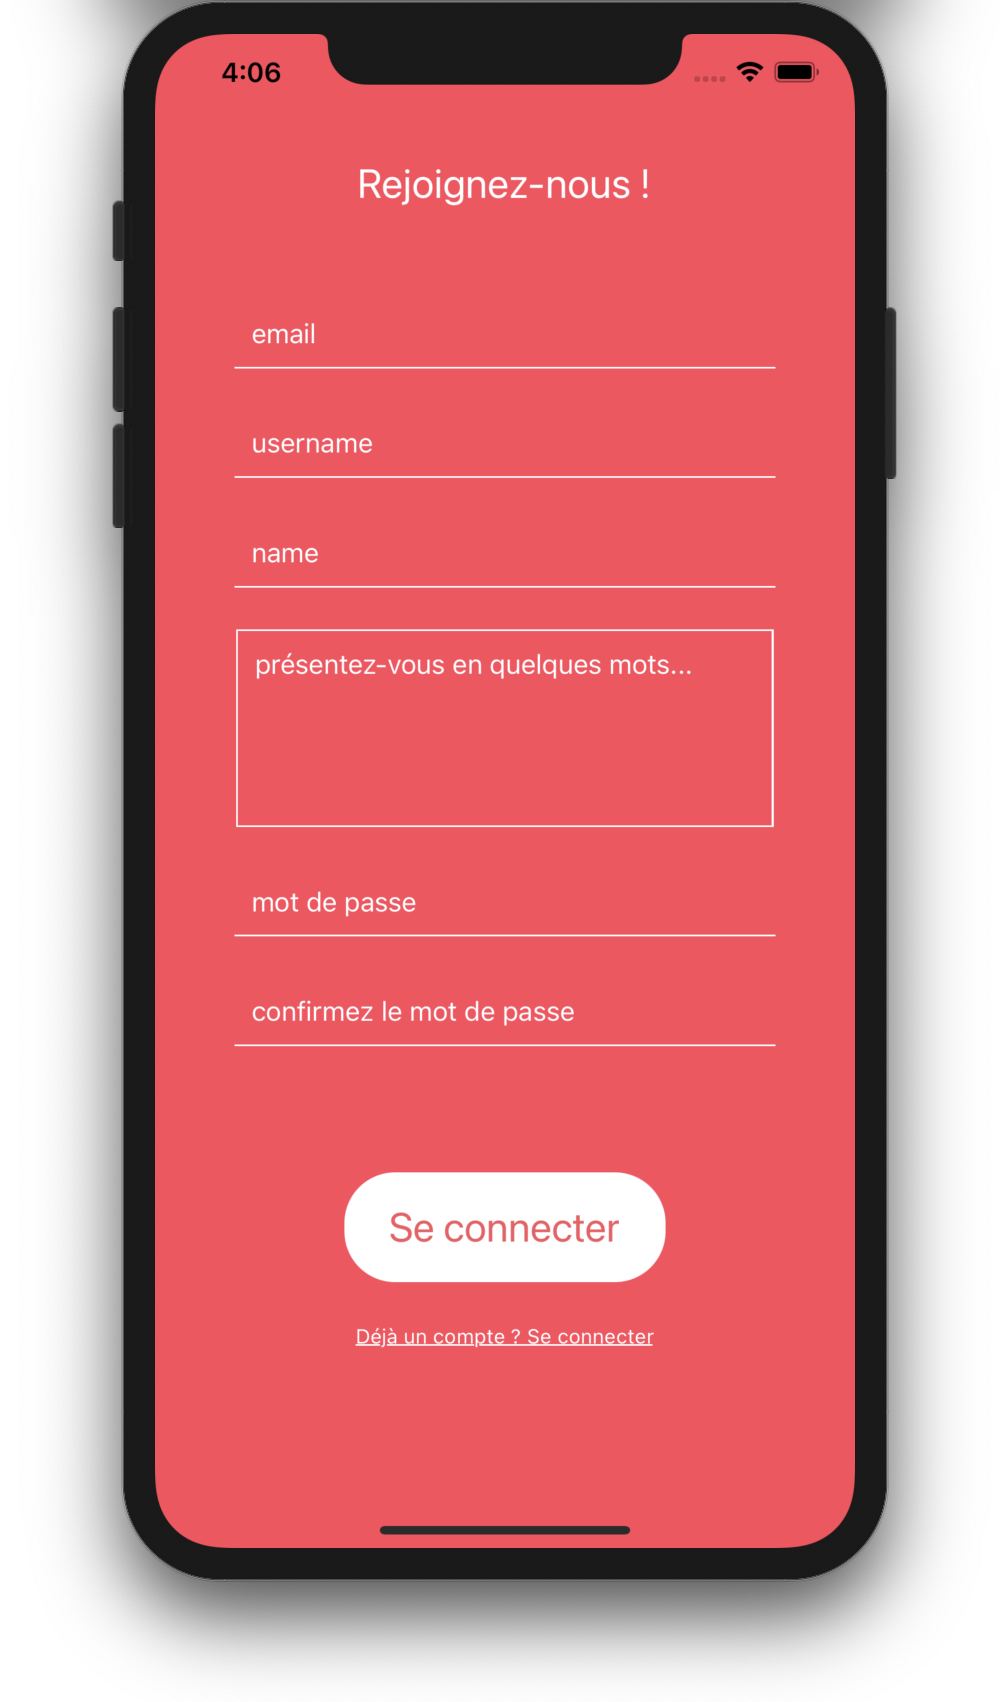 4:06
Rejoignez-nous !
email
username
name
présentez-vous en quelques mots...
mot de passe
confirmez le mot de passe
Se connecter
Déjà un compte ? Se connecter